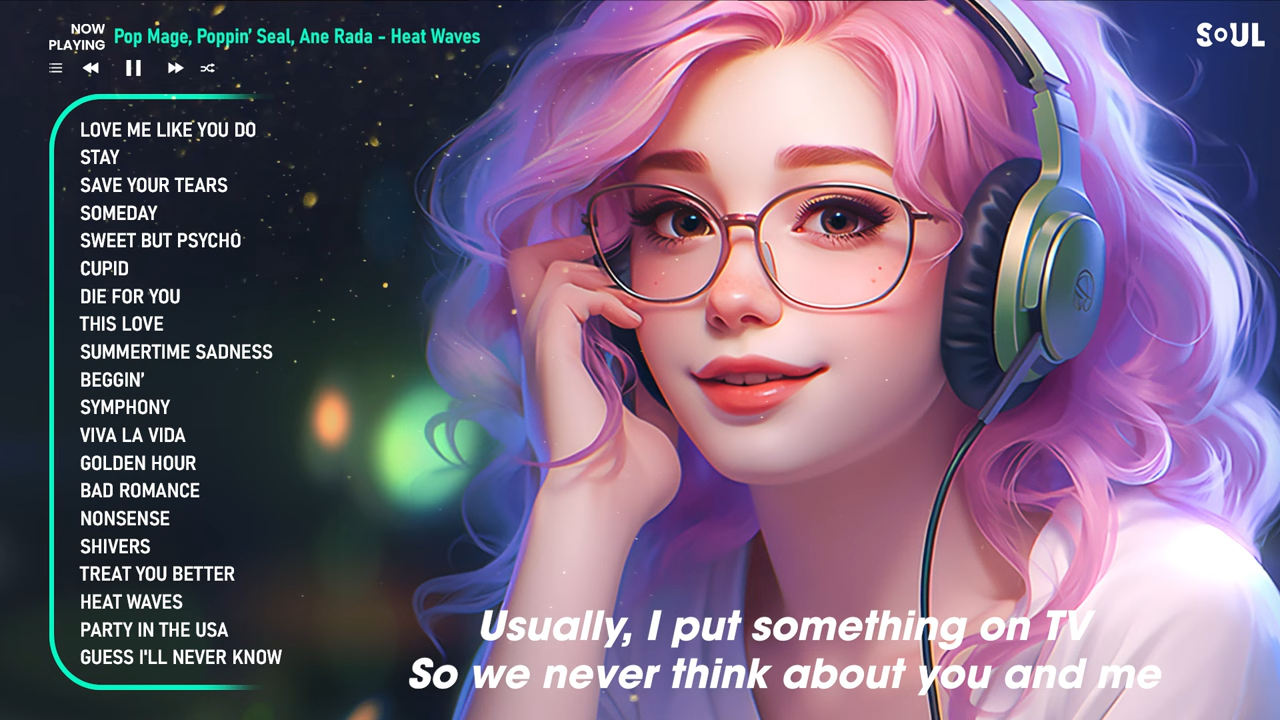 NOW
PLAYING
Pop Mage, Poppin' Seal, Ane Rada - Heat Waves
SOUL
LOVE ME LIKE YOU DO
STAY
SAVE YOUR TEARS
SOMEDAY
SWEET BUT PSYCHO
CUPID
DIE FOR YOU
THIS LOVE
SUMMERTIME SADNESS
BEGGIN'
SYMPHONY
VIVA LA VIDA
GOLDEN HOUR
BAD ROMANCE
NONSENSE
SHIVERS
TREAT YOU BETTER
HEAT WAVES
PARTY IN THE USA
GUESS I'LL NEVER KNOW
Usually, I put something on TV
So we never think about you and me